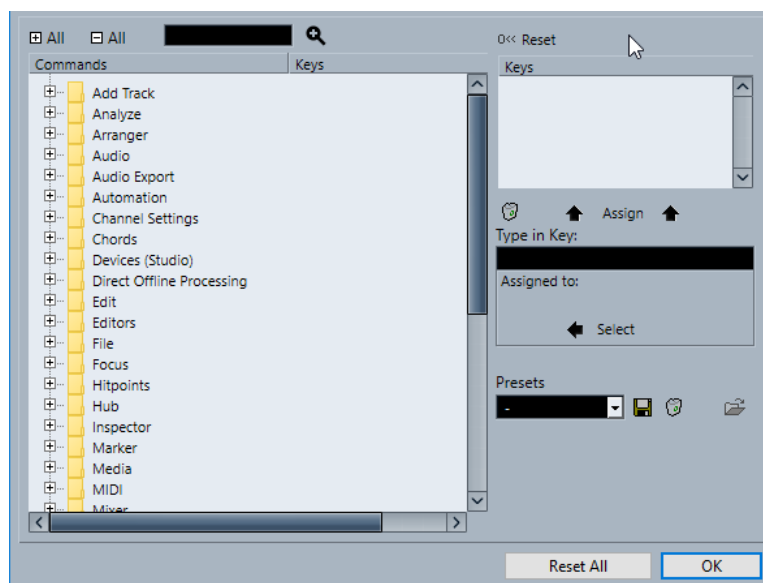 All All
0<< Reset
Commands Keys
Add Track
Analyze
Arranger
Audio
Audio Export
Automation
Channel Settings
Chords
Devices (Studio)
Direct Offline Processing
Edit
Editors
File
Focus
Hitpoints
Hub
Inspector
Marker
Media
MIDI
Mixer
Keys
Assign
Type in Key:
Assigned to:
Select
Presets
-
Reset All OK